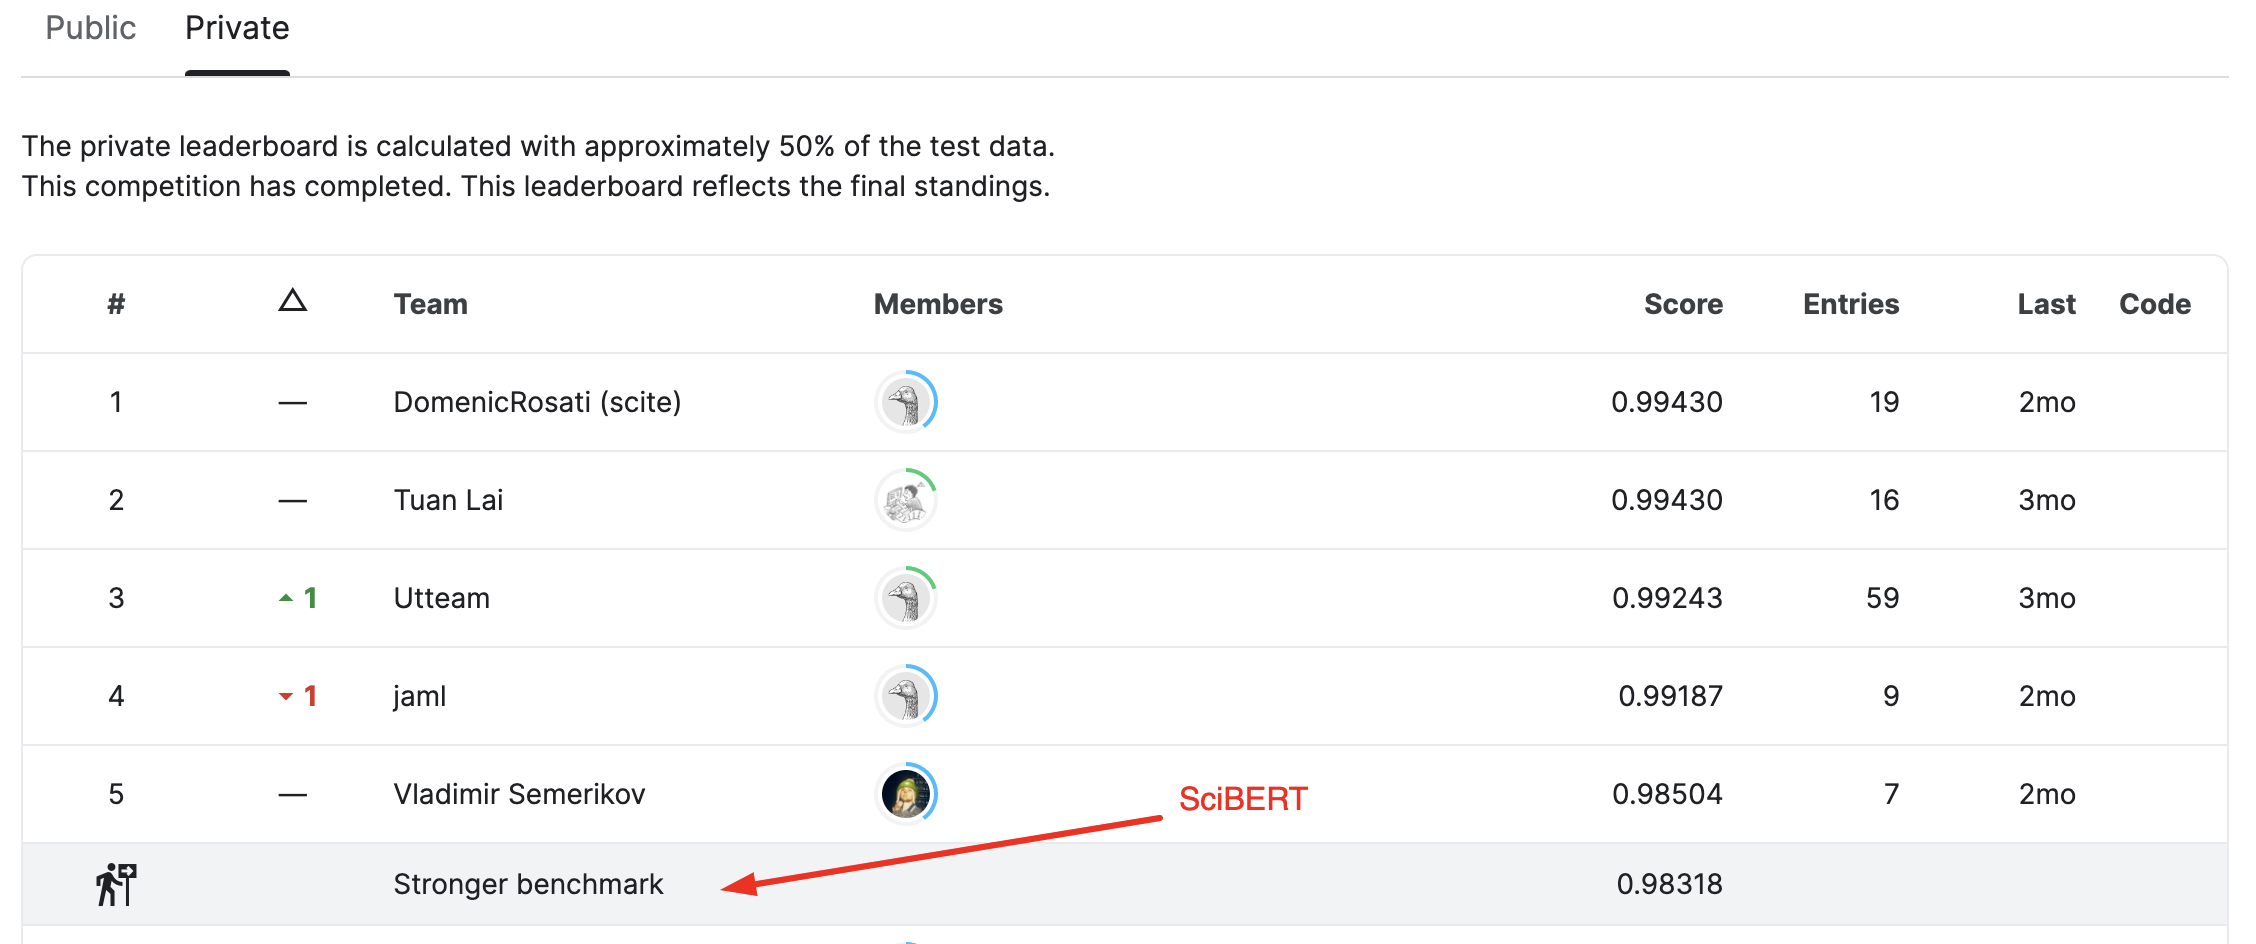 Public Private
The private leaderboard is calculated with approximately 50% of the test data.
This competition has completed. This leaderboard reflects the final standings.
# △ Team Members Score Entries Last Code
1 — DomenicRosati (scite) 0.99430 19 2mo
2 — Tuan Lai 0.99430 16 3mo
3 ▲ 1 Utteam 0.99243 59 3mo
4 ▼ 1 jaml 0.99187 9 2mo
5 — Vladimir Semerikov 0.98504 7 2mo
SciBERT
Stronger benchmark 0.98318